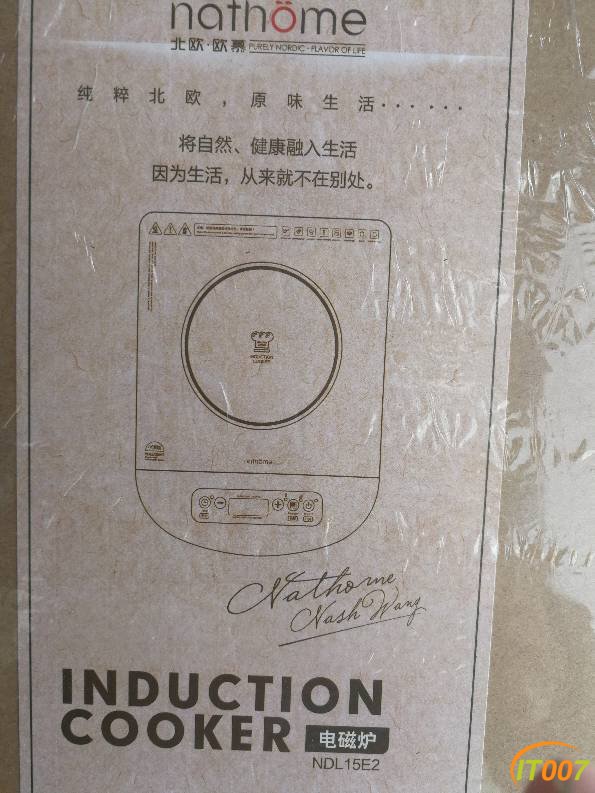 nathöme
北欧·欧慕 PURELY NORDIC · FLAVOR OF LIFE
纯粹北欧，原味生活······
将自然、健康融入生活
因为生活，从来就不在别处。
nathome
Nathome
Nash Wang
INDUCTION
COOKER 电磁炉
NDL15E2
IT007